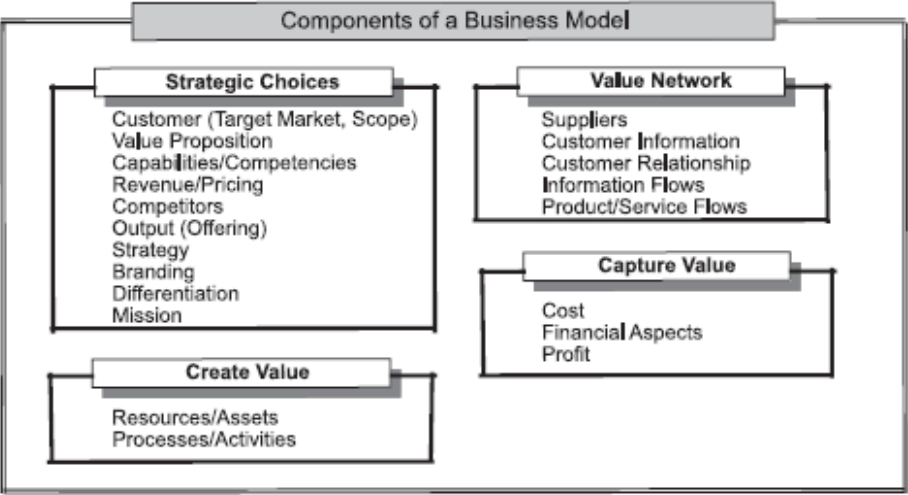 Components of a Business Model
Strategic Choices
Customer (Target Market, Scope)
Value Proposition
Capabilities/Competencies
Revenue/Pricing
Competitors
Output (Offering)
Strategy
Branding
Differentiation
Mission
Value Network
Suppliers
Customer Information
Customer Relationship
Information Flows
Product/Service Flows
Create Value
Resources/Assets
Processes/Activities
Capture Value
Cost
Financial Aspects
Profit